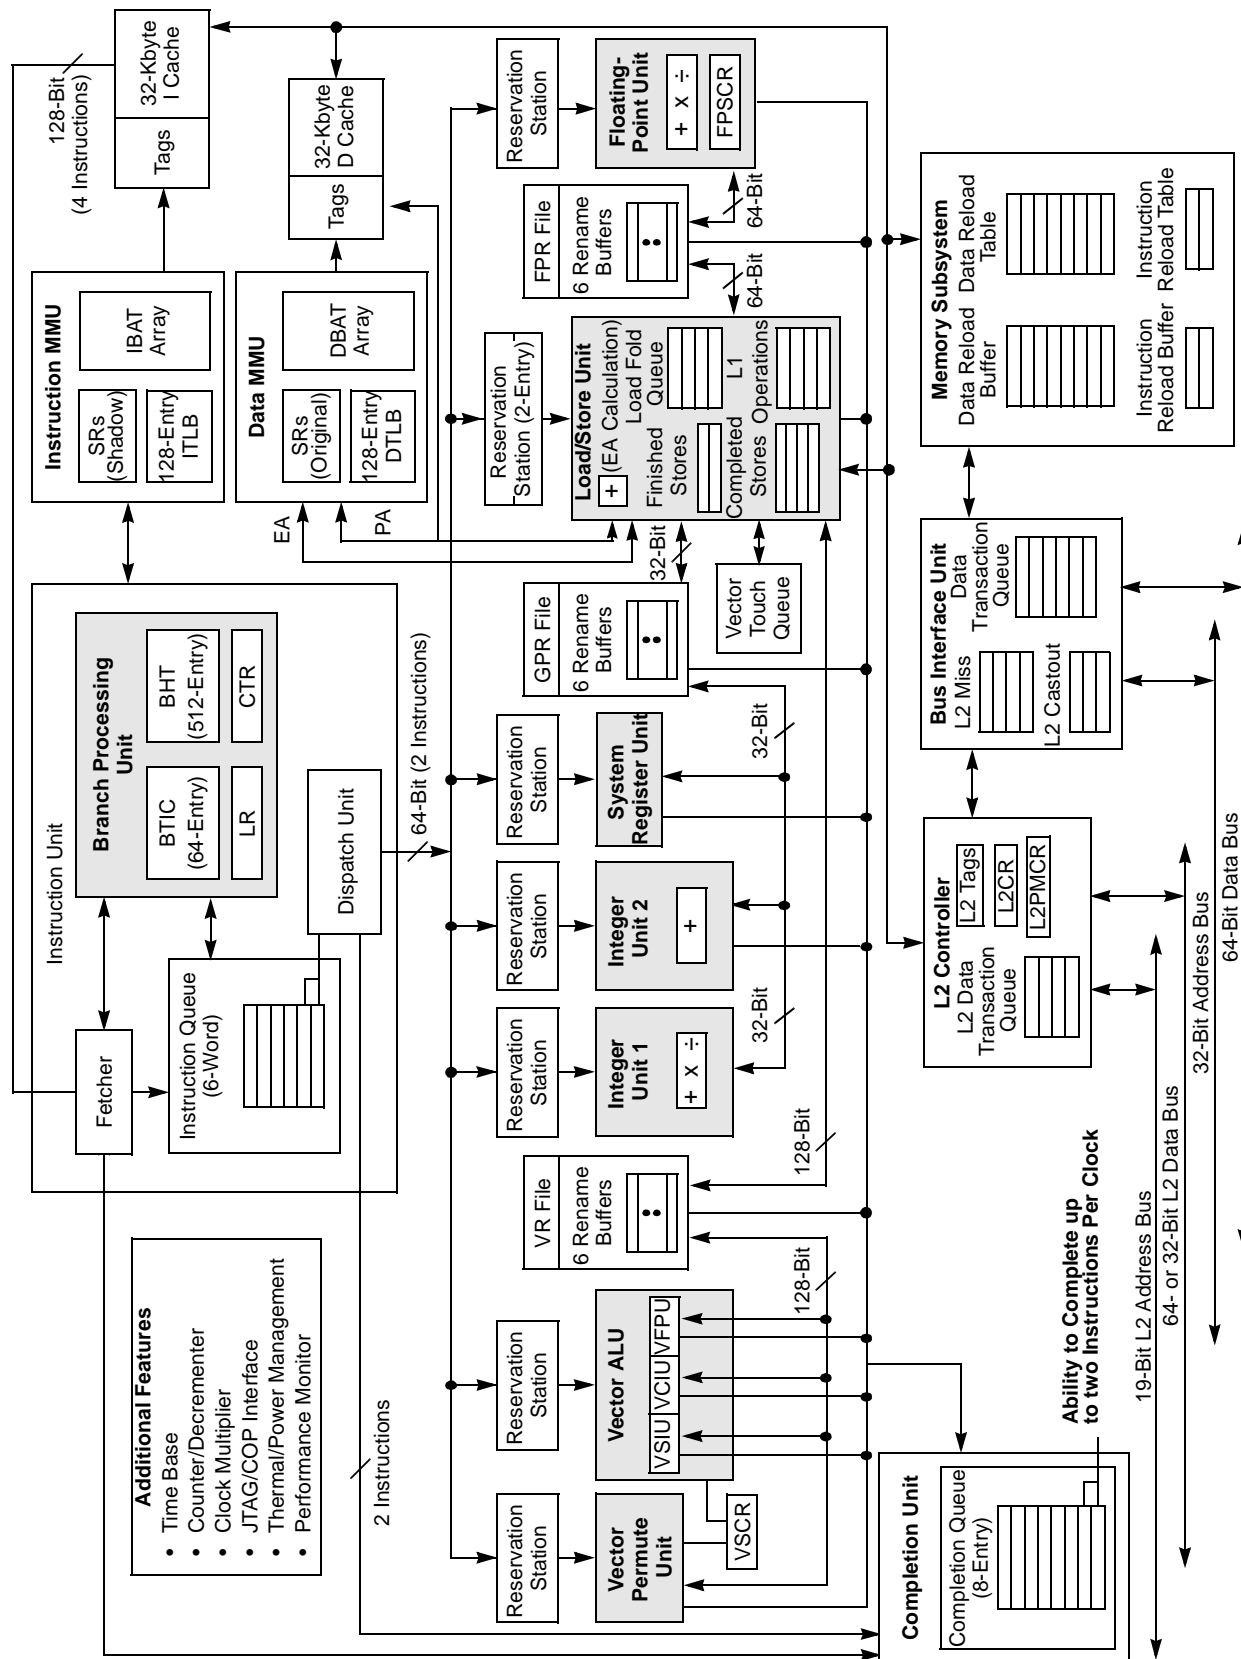 Additional Features
• Time Base
• Counter/Decrementer
• Clock Multiplier
• JTAG/COP Interface
• Thermal/Power Management
• Performance Monitor
Instruction Unit
Fetcher
Branch Processing
Unit
BTIC
(64-Entry)
BHT
(512-Entry)
LR
CTR
Instruction Queue
(6-Word)
Dispatch Unit
2 Instructions
64-Bit (2 Instructions)
128-Bit
(4 Instructions)
Instruction MMU
SRs
(Shadow)
128-Entry
ITLB
IBAT
Array
Tags
32-Kbyte
I Cache
Data MMU
SRs
(Original)
128-Entry
DTLB
DBAT
Array
Tags
32-Kbyte
D Cache
EA
PA
Reservation
Station
Reservation
Station
Reservation
Station
Reservation
Station
Reservation
Station
Reservation
Station (2-Entry)
Reservation
Station
Vector
Permute
Unit
Vector ALU
VSIU
VCIU
VFPU
VSCR
VR File
6 Rename
Buffers
128-Bit
128-Bit
Integer
Unit 1
+ x ÷
Integer
Unit 2
+
System
Register Unit
32-Bit
32-Bit
GPR File
6 Rename
Buffers
32-Bit
Vector
Touch
Queue
Load/Store Unit
+
(EA Calculation)
Load Fold
Queue
Finished
Stores
L1
Operations
Completed
Stores
FPR File
6 Rename
Buffers
64-Bit
64-Bit
Floating-
Point Unit
+ x ÷
FPSCR
Completion Unit
Completion Queue
(8-Entry)
Ability to Complete up
to two Instructions Per Clock
L2 Controller
L2 Data
Transaction
Queue
L2 Tags
L2CR
L2PMCR
Bus Interface Unit
L2 Miss
Data
Transaction
Queue
L2 Castout
Memory Subsystem
Data Reload
Buffer
Data Reload
Table
Instruction
Reload Buffer
Instruction
Reload Table
19-Bit L2 Address Bus
64- or 32-Bit L2 Data Bus
32-Bit Address Bus
64-Bit Data Bus